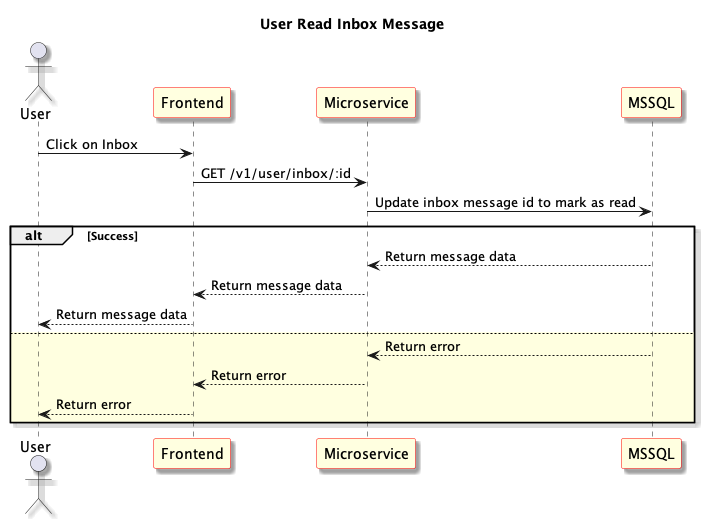 User Read Inbox Message
User
Frontend
Microservice
MSSQL
Click on Inbox
GET /v1/user/inbox/:id
Update inbox message id to mark as read
alt [Success]
Return message data
Return message data
Return message data
Return error
Return error
Return error
User
Frontend
Microservice
MSSQL